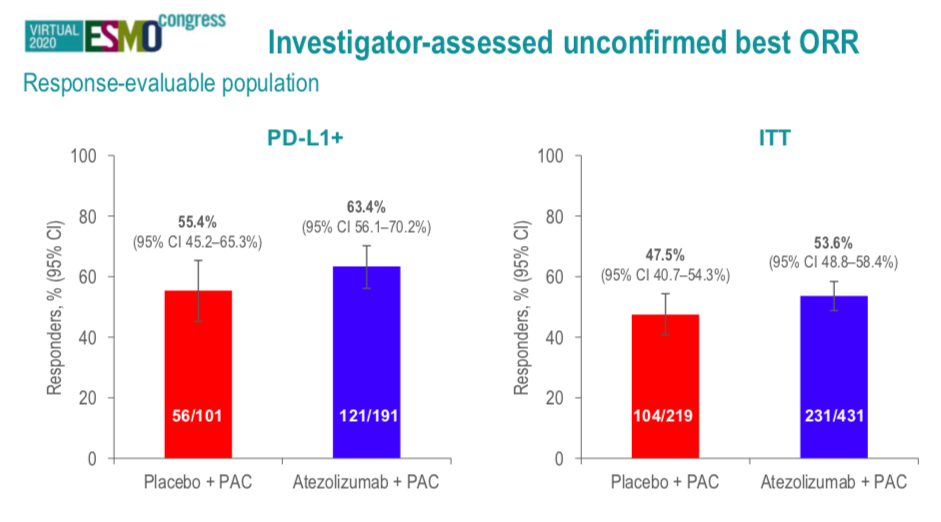 VIRTUAL
2020
ESMO
congress
Investigator-assessed unconfirmed best ORR
Response-evaluable population
PD-L1+
Responders, % (95% CI)
100
80
60
40
20
0
55.4%
(95% CI 45.2–65.3%)
63.4%
(95% CI 56.1–70.2%)
56/101
121/191
Placebo + PAC
Atezolizumab + PAC
ITT
Responders, % (95% CI)
100
80
60
40
20
0
47.5%
(95% CI 40.7–54.3%)
53.6%
(95% CI 48.8–58.4%)
104/219
231/431
Placebo + PAC
Atezolizumab + PAC